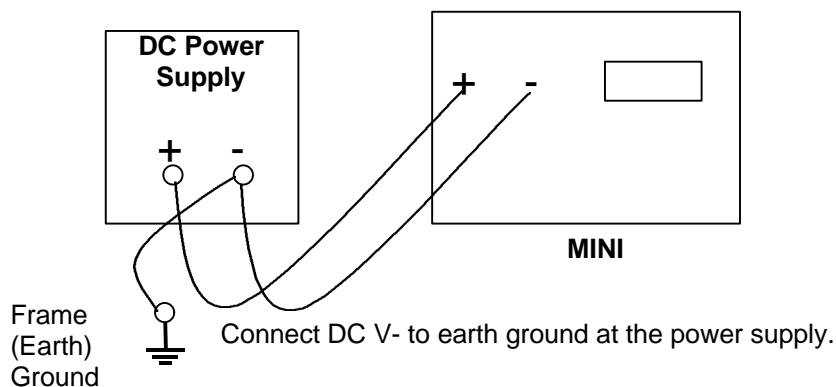 DC Power
Supply
+ -
+ -
MINI
Frame
(Earth)
Ground
Connect DC V- to earth ground at the power supply.